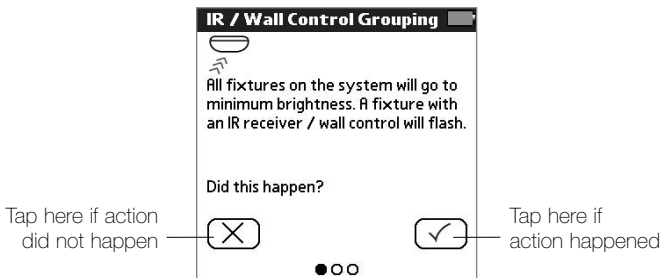 IR / Wall Control Grouping
All fixtures on the system will go to
minimum brightness. A fixture with
an IR receiver / wall control will flash.
Did this happen?
Tap here if action
did not happen
Tap here if
action happened